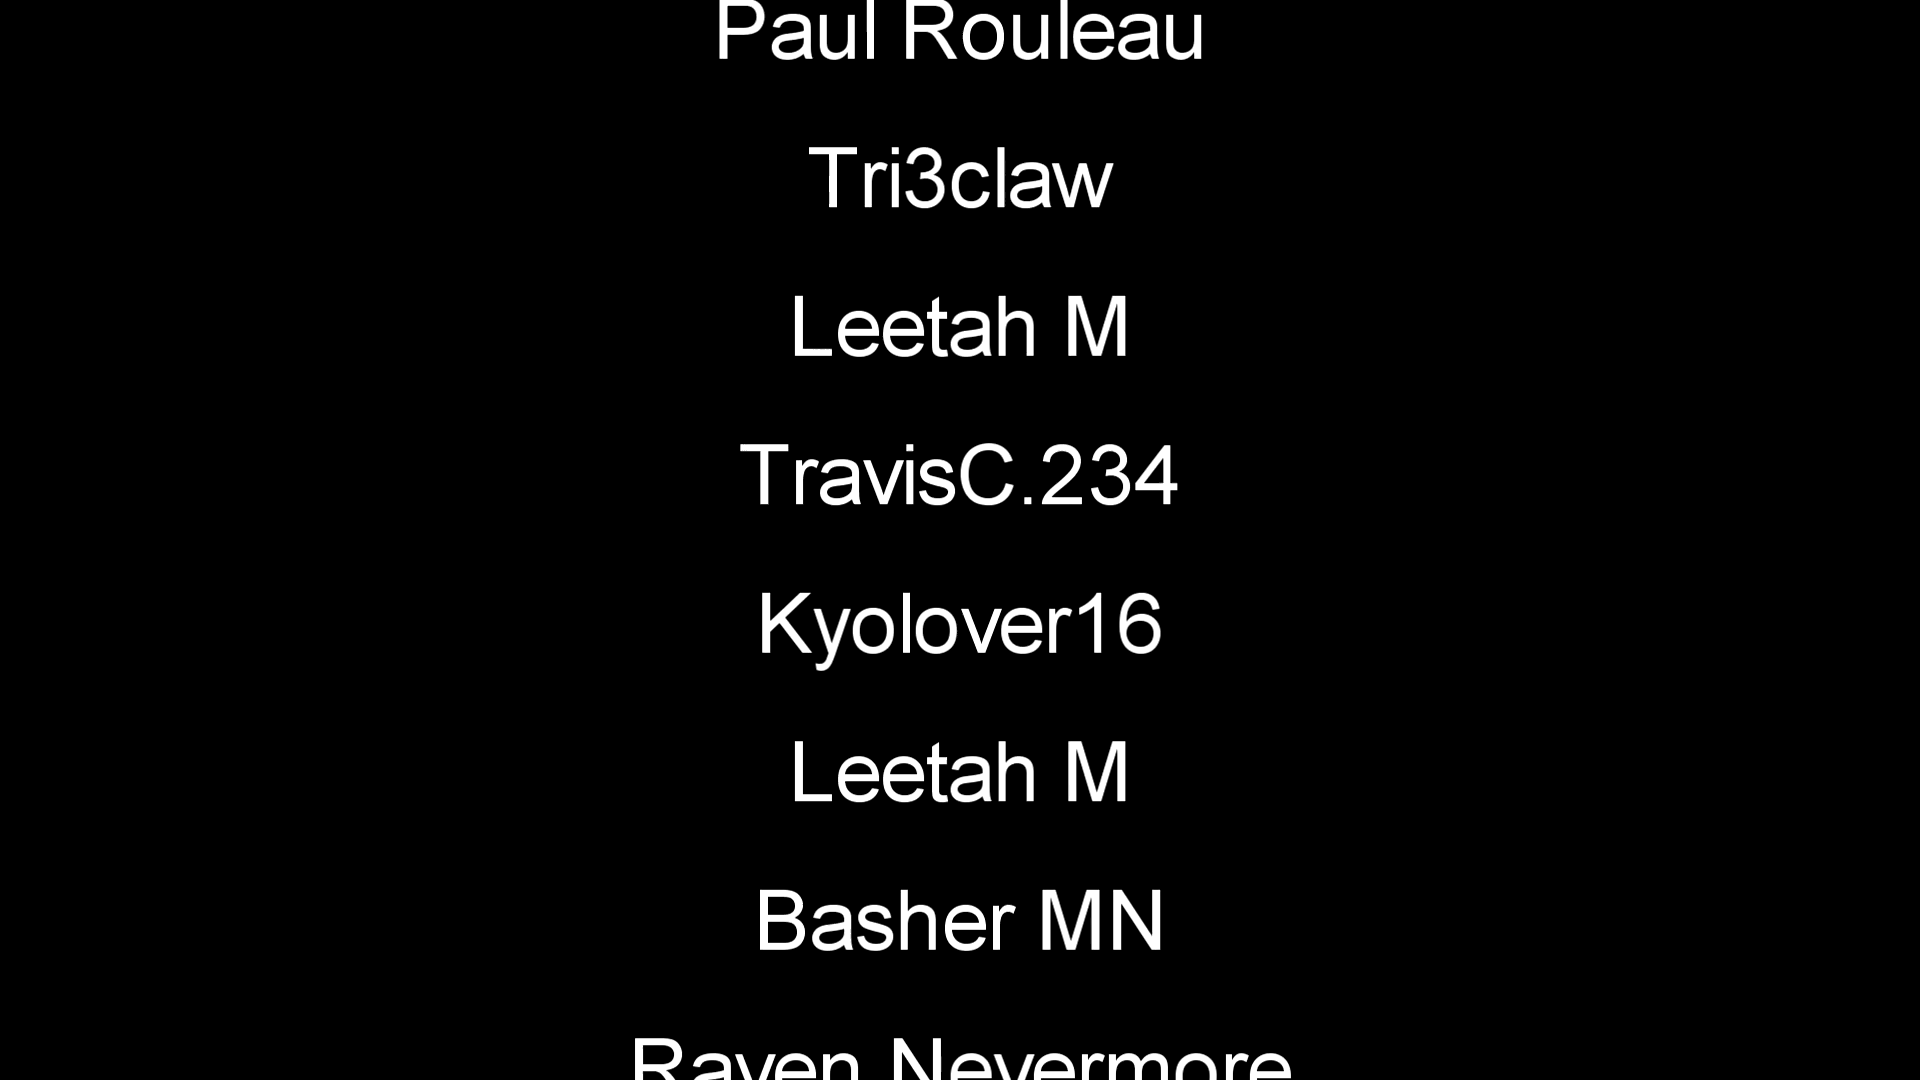 Paul Rouleau
Tri3claw
Leetah M
TravisC.234
Kyolover16
Leetah M
Basher MN
Raven Nevermore